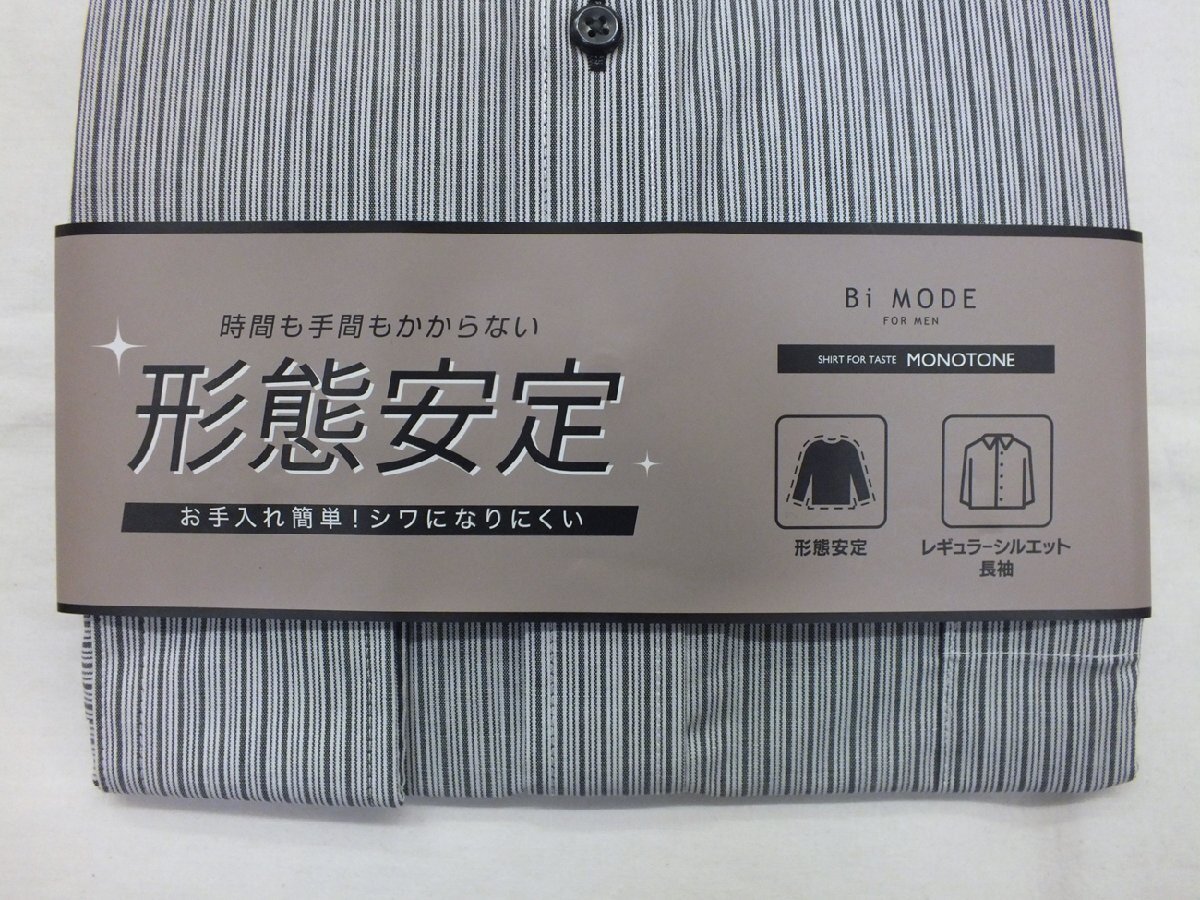 時間も手間もかからない
形態安定
お手入れ簡単!シワになりにくい
Bi MODE
FOR MEN
SHIRT FOR TASTE MONOTONE
形態安定
レギュラーシルエット
長袖